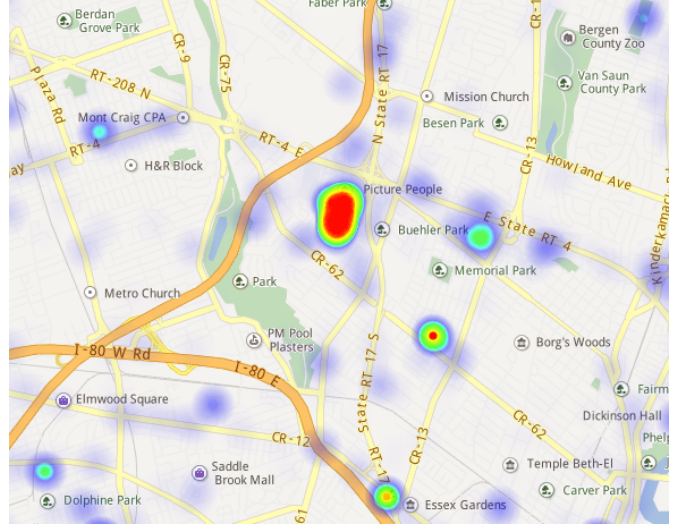 Faber Park
Berdan
Grove Park
CR-9
CR-75
N State RT 17
CR-1
Bergen
County Zoo
Plaza Rd
RT-208 N
Van Saun
County Park
Mission Church
Mont Craig CPA
Besen Park
RT-4
RT-4 E
CR-13
Howland Ave
ay
H&R Block
Picture People
E State RT 4
Buehler Park
Kinderkamack
CR-62
Memorial Park
Park
Metro Church
PM Pool
Plasters
Borg's Woods
I-80 W Rd
I-80 E
State RT 17 S
Elmwood Square
Fairm
Dickinson Hall
CR-62
CR-12
CR-13
Phelp
Saddle
Brook Mall
RT-17
Temple Beth-El
J
Dolphine Park
Essex Gardens
Carver Park
61